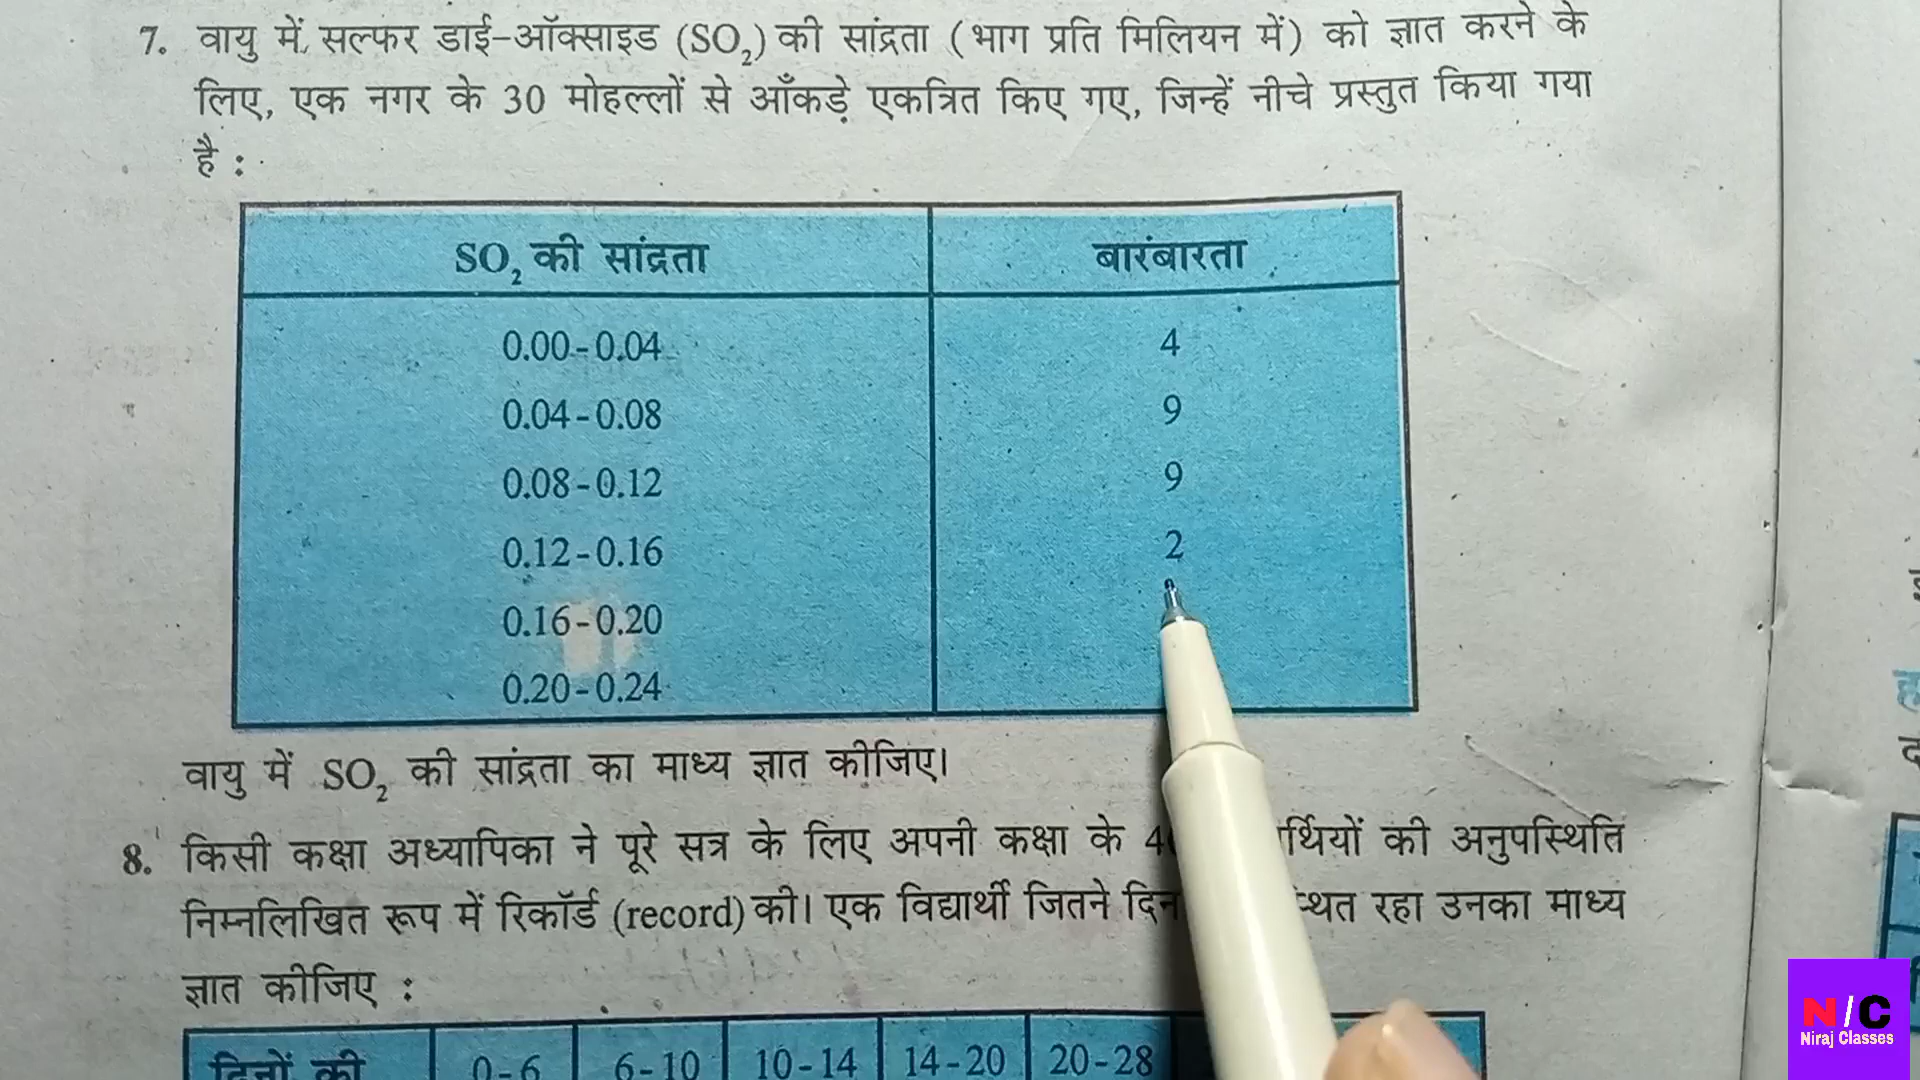 7. वायु में सल्फर डाई-ऑक्साइड (SO₂) की सांद्रता (भाग प्रति मिलियन में) को ज्ञात करने के
लिए, एक नगर के 30 मोहल्लों से आँकड़े एकत्रित किए गए, जिन्हें नीचे प्रस्तुत किया गया
है :
SO₂ की सांद्रता बारंबारता
0.00-0.04 4
0.04-0.08 9
0.08-0.12 9
0.12-0.16 2
0.16-0.20
0.20-0.24
वायु में SO₂ की सांद्रता का माध्य ज्ञात कीजिए।
8. किसी कक्षा अध्यापिका ने पूरे सत्र के लिए अपनी कक्षा के र्थियों की अनुपस्थिति
निम्नलिखित रूप में रिकॉर्ड (record) की। एक विद्यार्थी जितने दिन स्थित रहा उनका माध्य
ज्ञात कीजिए :
दिनों की 0-6 6-10 10-14 14-20 20-28
N/C
Niraj Classes